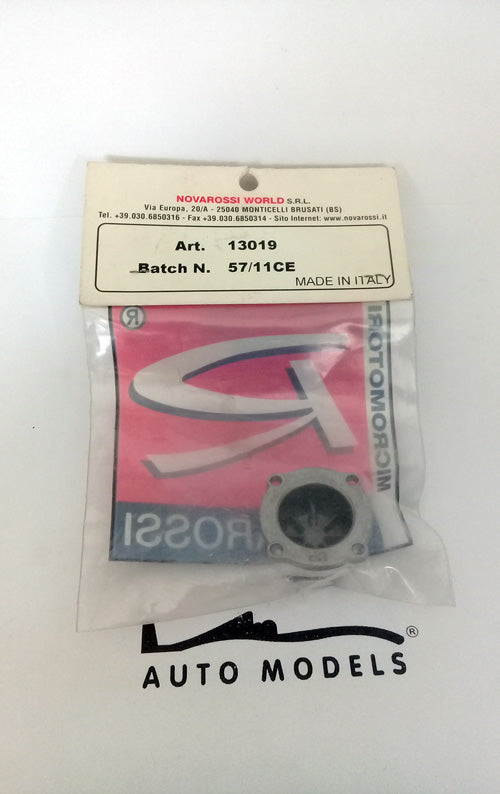 NOVAROSSI WORLD S.R.L.
Via Europa, 20/A - 25040 MONTICELLI BRUSATI (BS)
Tel. +39.030.6850316 - Fax +39.030.6850314 - Sito Internet: www.novarossi.it
Art. 13019
Batch N. 57/11CE
MADE IN ITALY
®
MICROMOTORI
AROSSI
®
AUTO MODELS